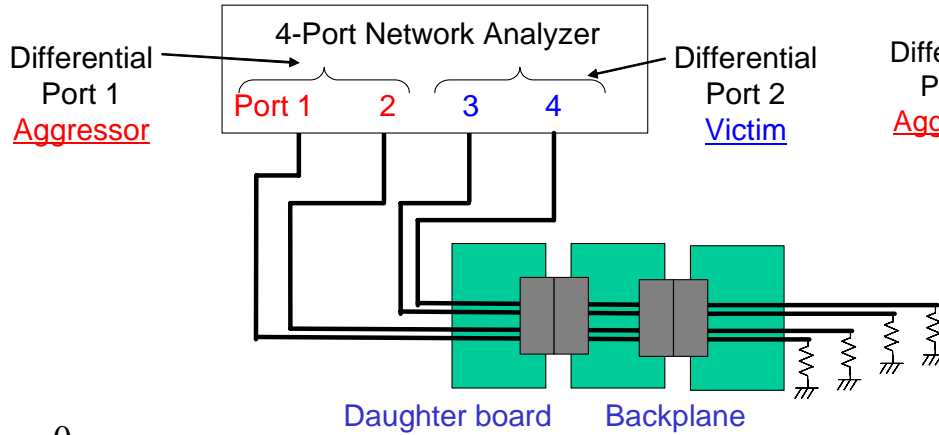 4-Port Network Analyzer
Differential
Port 1
Aggressor
Port 1 2 3 4
Differential
Port 2
Victim
Daughter board Backplane